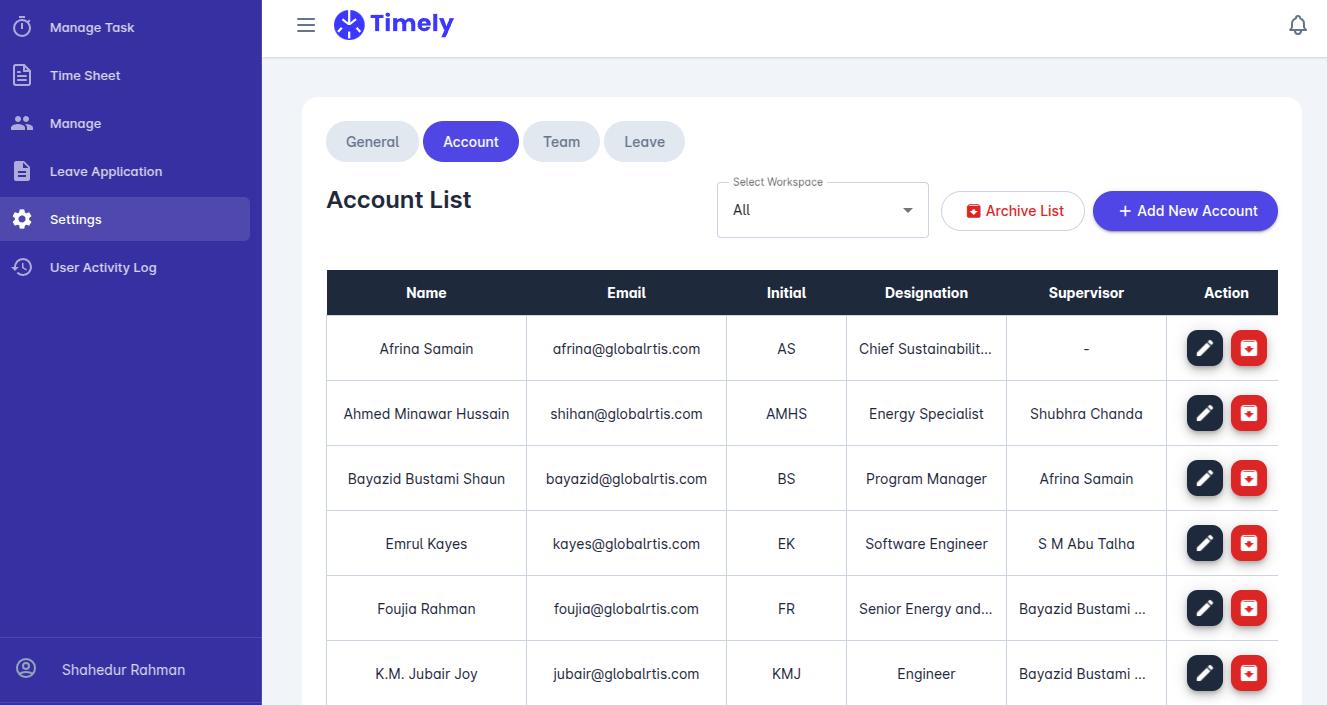 Manage Task
Time Sheet
Manage
Leave Application
Settings
User Activity Log
Shahedur Rahman
Timely
General Account Team Leave
Account List
Select Workspace
All
Archive List
+ Add New Account
Name Email Initial Designation Supervisor Action
Afrina Samain afrina@globalrtis.com AS Chief Sustainabilit... -
Ahmed Minawar Hussain shihan@globalrtis.com AMHS Energy Specialist Shubhra Chanda
Bayazid Bustami Shaun bayazid@globalrtis.com BS Program Manager Afrina Samain
Emrul Kayes kayes@globalrtis.com EK Software Engineer S M Abu Talha
Foujia Rahman foujia@globalrtis.com FR Senior Energy and... Bayazid Bustami ...
K.M. Jubair Joy jubair@globalrtis.com KMJ Engineer Bayazid Bustami ...